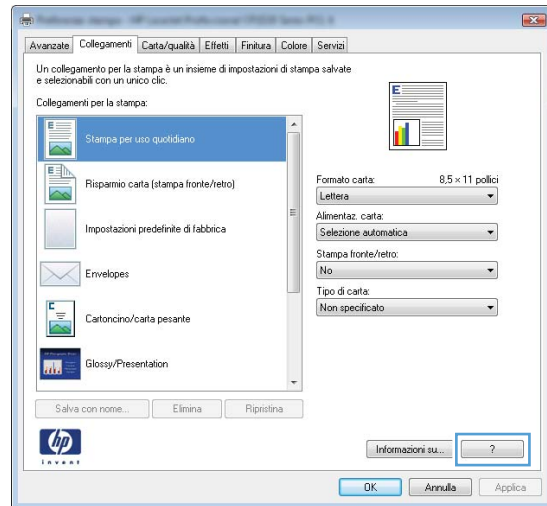 Avanzate Collegamenti Carta/qualità Effetti Finitura Colore Servizi
Un collegamento per la stampa è un insieme di impostazioni di stampa salvate
e selezionabili con un unico clic.
Collegamenti per la stampa:
E
Stampa per uso quotidiano
E
Risparmio carta (stampa fronte/retro)
Impostazioni predefinite di fabbrica
Envelopes
E
Cartoncino/carta pesante
Glossy/Presentation
E
Formato carta: 8,5 × 11 pollici
Lettera
Alimentaz. carta:
Selezione automatica
Stampa fronte/retro:
No
Tipo di carta:
Non specificato
Salva con nome... Elimina Ripristina
hp
invent
Informazioni su... ?
OK Annulla Applica